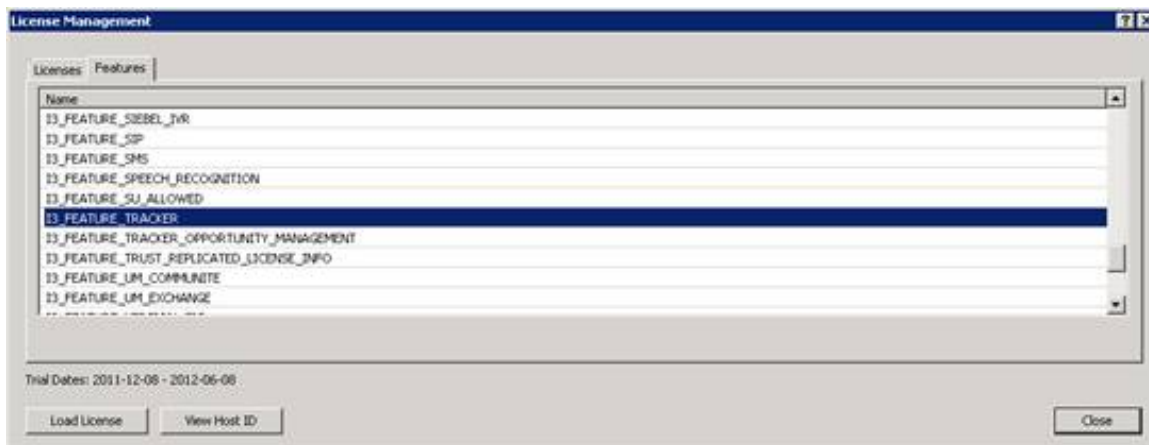 License Management
Licenses Features
Name
I3_FEATURE_SIEBEL_IVR
I3_FEATURE_SIP
I3_FEATURE_SMS
I3_FEATURE_SPEECH_RECOGNITION
I3_FEATURE_SU_ALLOWED
I3_FEATURE_TRACKER
I3_FEATURE_TRACKER_OPPORTUNITY_MANAGEMENT
I3_FEATURE_TRUST_REPLICATED_LICENSE_INFO
I3_FEATURE_UM_COMMUNITE
I3_FEATURE_UM_EXCHANGE
Trial Dates: 2011-12-08 - 2012-06-08
Load License View Host ID Close